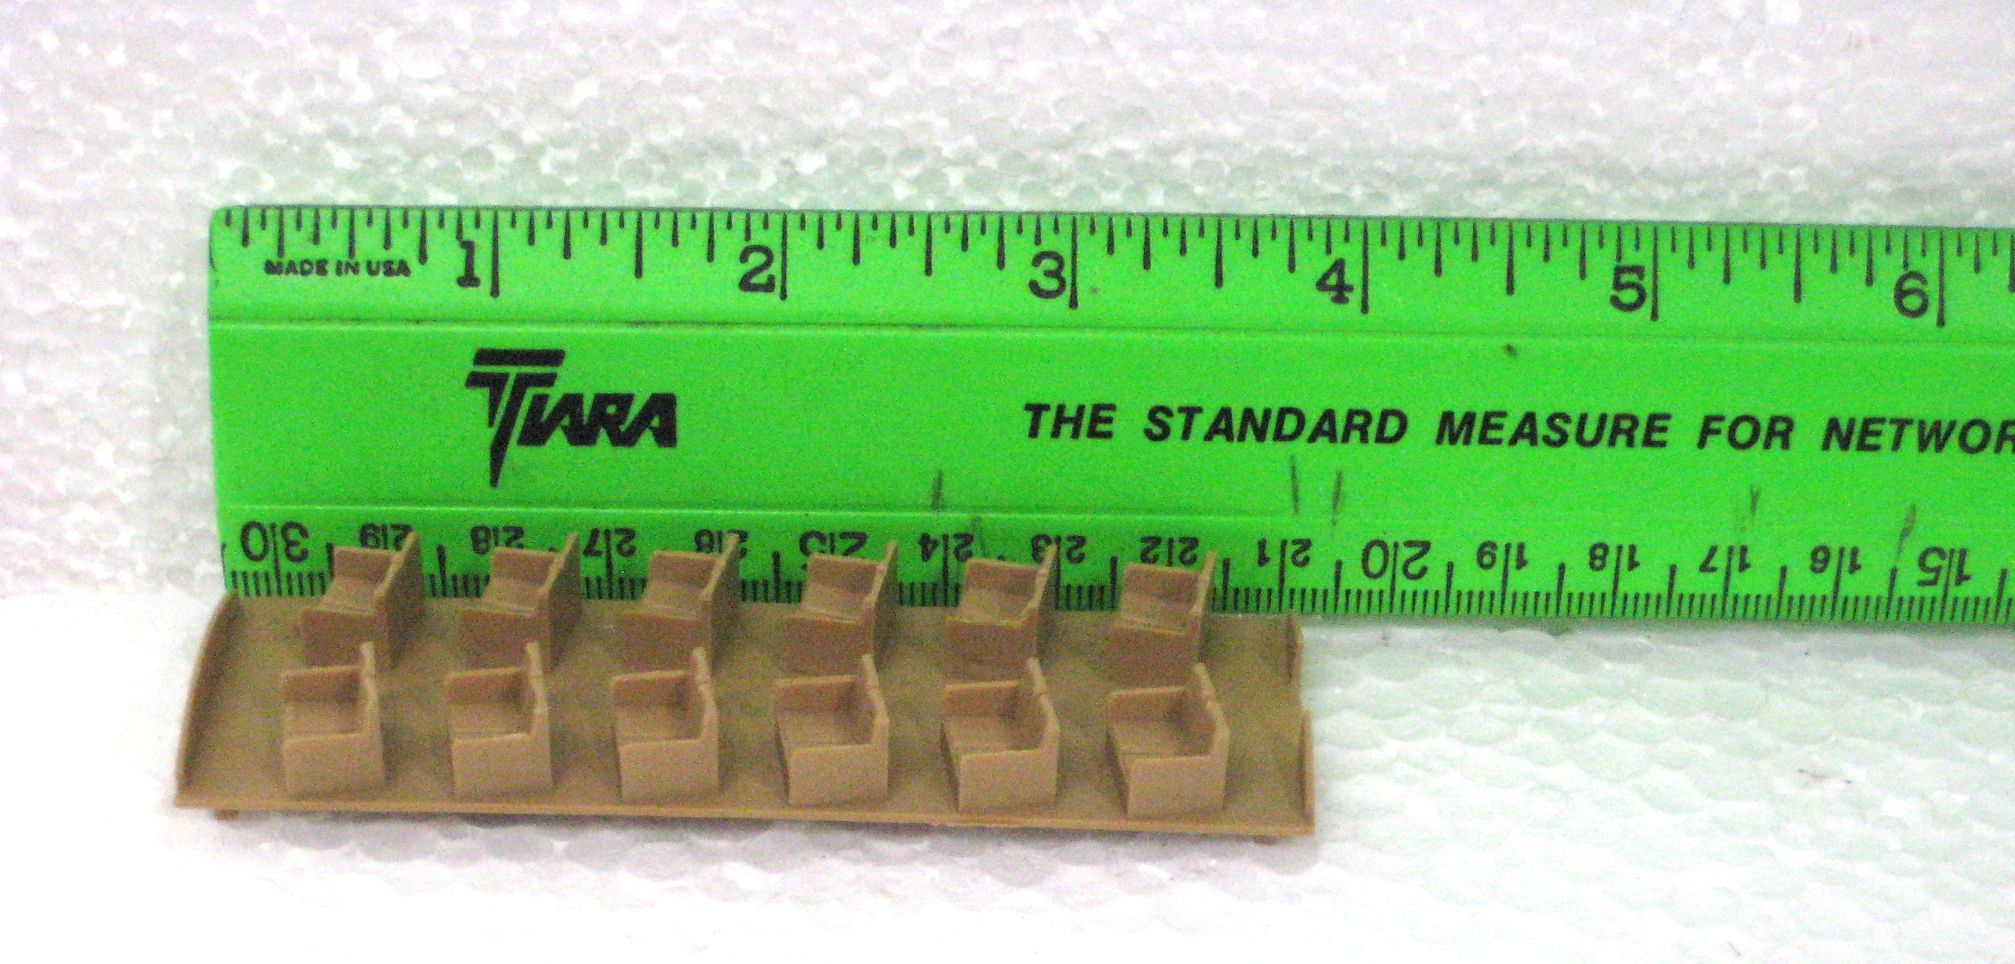 1 2 3 4 5 6
MADE IN USA
TIARA THE STANDARD MEASURE FOR NETWOR
30 29 28 27 26 25 24 23 22 21 20 19 18 17 16 15